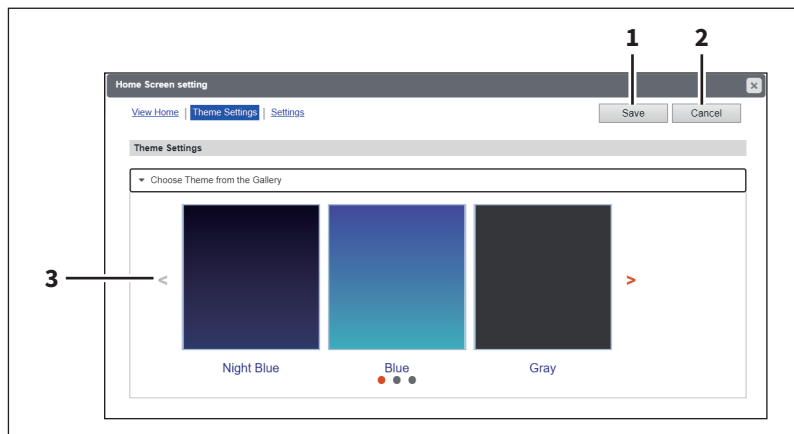 1 2
Home Screen setting
View Home | Theme Settings | Settings
Save Cancel
Theme Settings
Choose Theme from the Gallery
3
< >
Night Blue Blue Gray